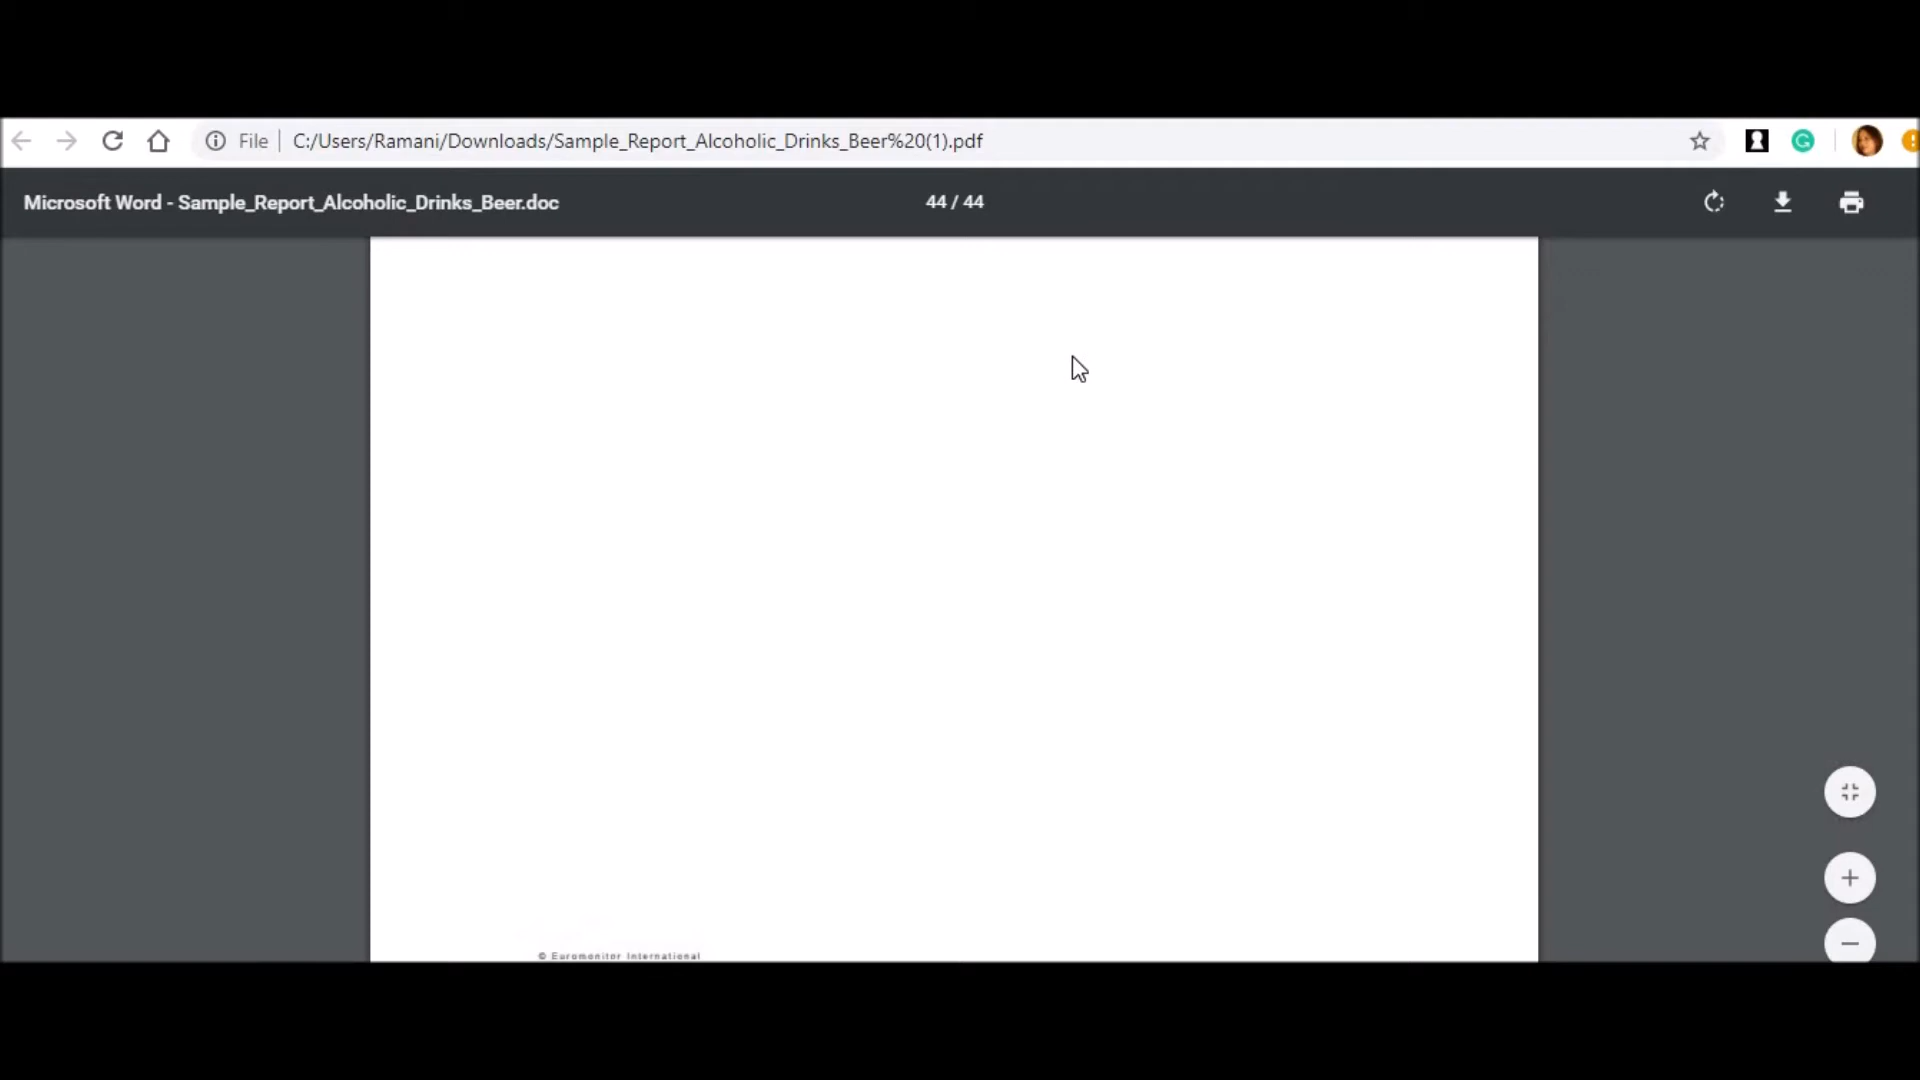 File C:/Users/Ramani/Downloads/Sample_Report_Alcoholic_Drinks_Beer%20(1).pdf
Microsoft Word - Sample_Report_Alcoholic_Drinks_Beer.doc 44 / 44
© Euromonitor International